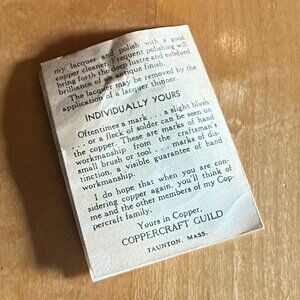 my lacquer and polish with a good
copper cleaner. Frequent polishing will
bring forth the deep lustre and subdued
brilliance of an antique finish.
The lacquer may be removed by the
application of a lacquer thinner.
INDIVIDUALLY YOURS
Oftentimes a mark . . . a slight blush
. . . or a fleck of solder can be seen on
the copper. These are marks of hand
workmanship from the craftsman's
small brush or tool . . . marks of dis-
tinction, a visible guarantee of hand
workmanship.
I do hope that when you are con-
sidering copper again, you'll think of
me and the other members of my Cop-
percraft family.
Yours in Copper,
COPPERCRAFT GUILD
TAUNTON, MASS.